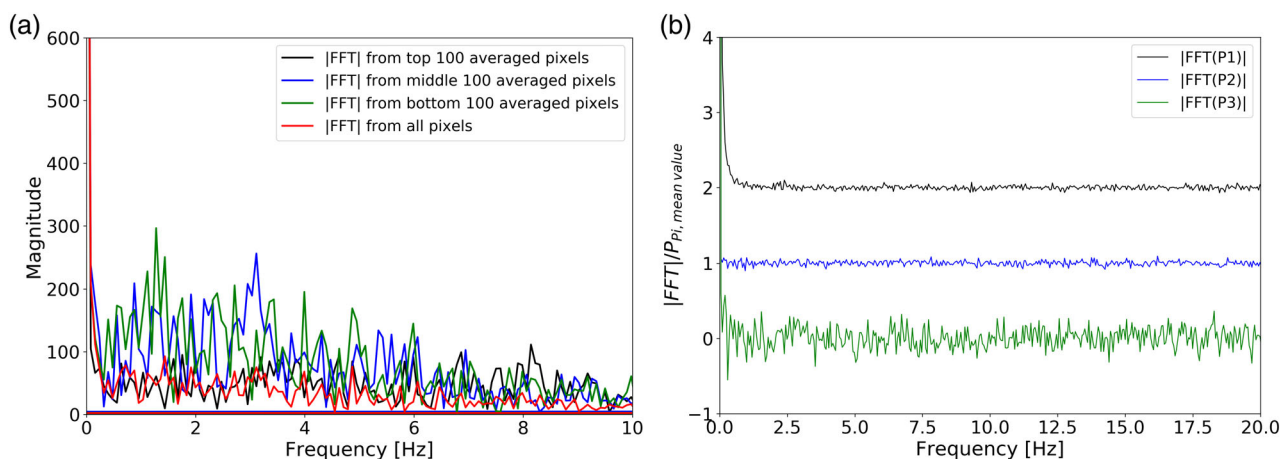 (a)
600
500
400
300
200
100
0
Magnitude
0 2 4 6 8 10
Frequency [Hz]
|FFT| from top 100 averaged pixels
|FFT| from middle 100 averaged pixels
|FFT| from bottom 100 averaged pixels
|FFT| from all pixels
(b)
4
3
2
1
0
−1
|FFT|/P_{Pi, mean value}
0.0 2.5 5.0 7.5 10.0 12.5 15.0 17.5 20.0
Frequency [Hz]
|FFT(P1)|
|FFT(P2)|
|FFT(P3)|